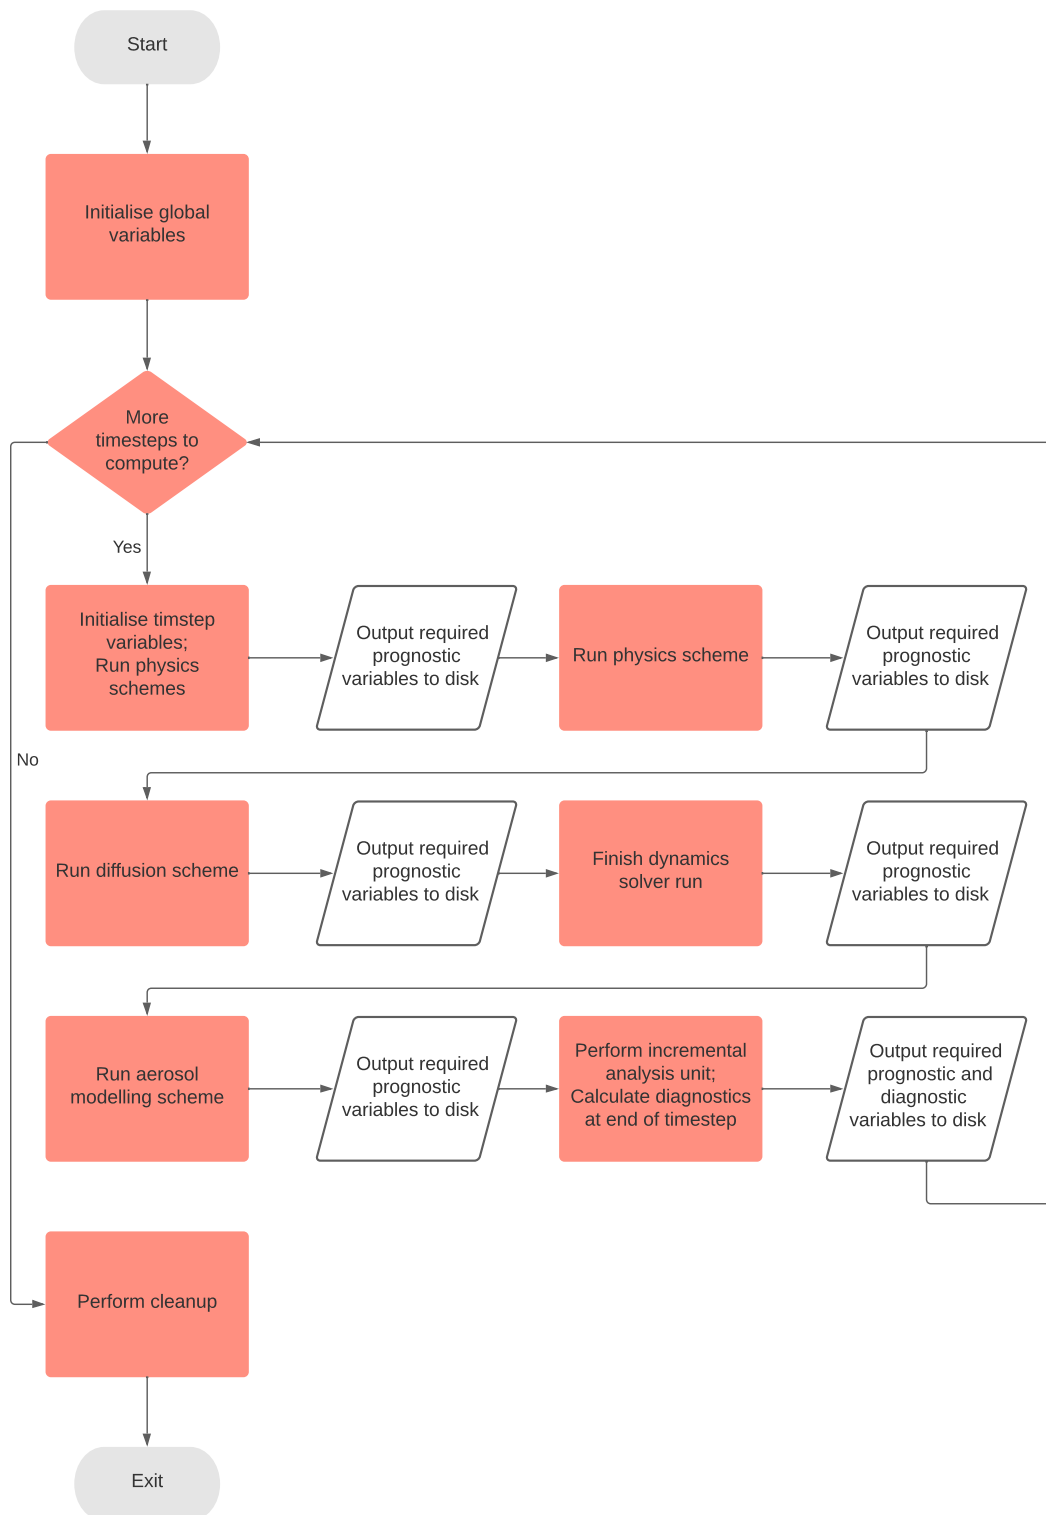 Start
Initialise global
variables
More
timesteps to
compute?
Yes
Initialise timstep
variables;
Run physics
schemes
Output required
prognostic
variables to disk
Run physics scheme
Output required
prognostic
variables to disk
No
Run diffusion scheme
Output required
prognostic
variables to disk
Finish dynamics
solver run
Output required
prognostic
variables to disk
Run aerosol
modelling scheme
Output required
prognostic
variables to disk
Perform incremental
analysis unit;
Calculate diagnostics
at end of timestep
Output required
prognostic and
diagnostic
variables to disk
Perform cleanup
Exit